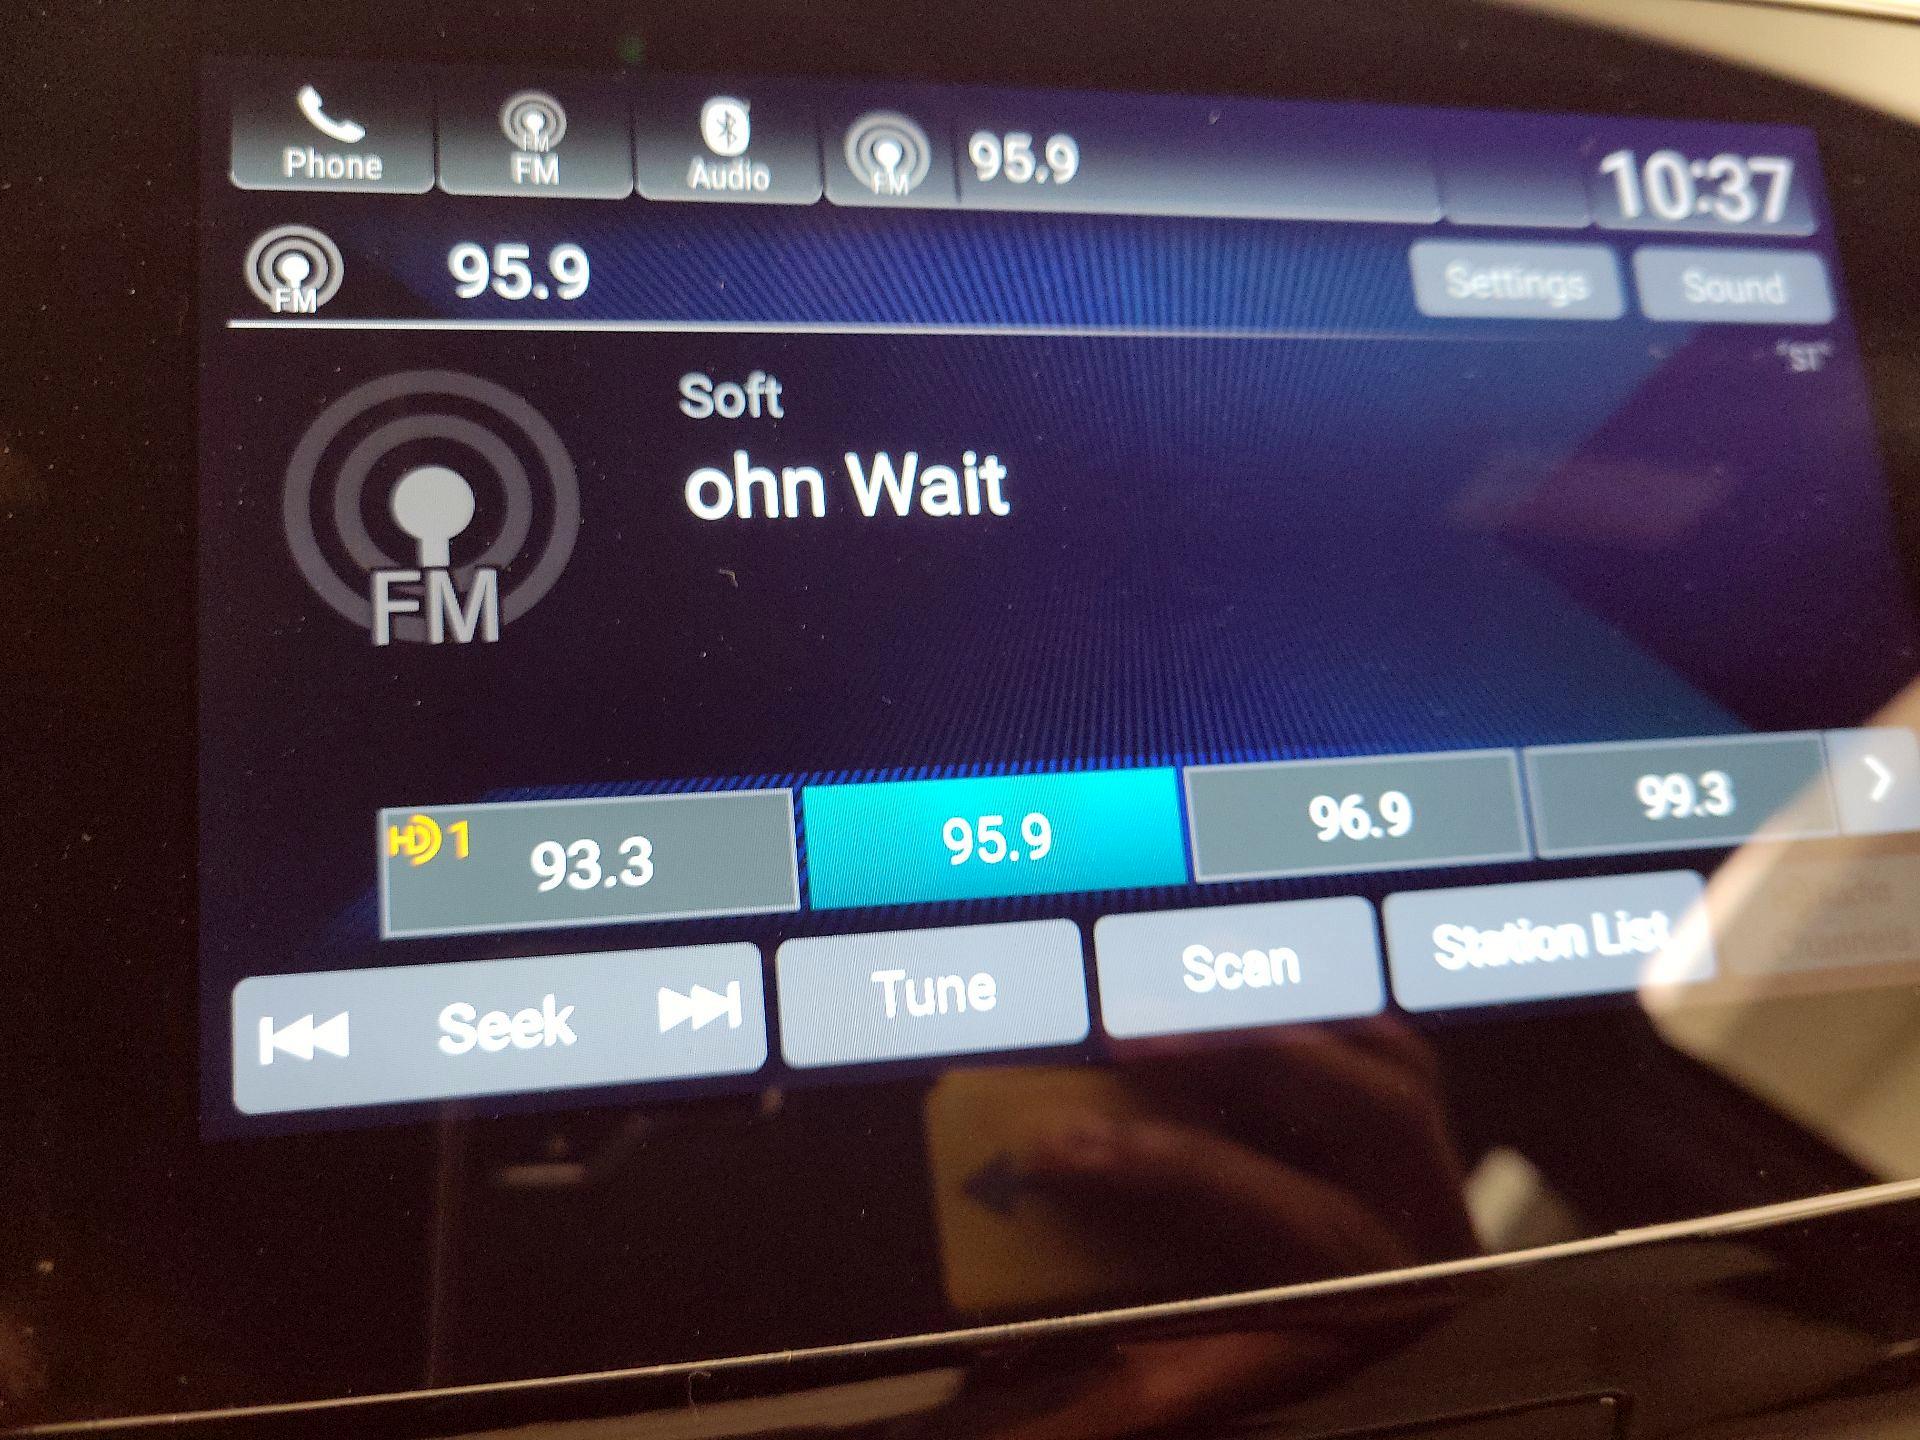 Phone
FM
FM
Audio
FM
95.9
10:37
FM
95.9
Settings
Sound
"ST"
Soft
ohn Wait
FM
HD 1
93.3
95.9
96.9
99.3
Seek
Tune
Scan
Station List